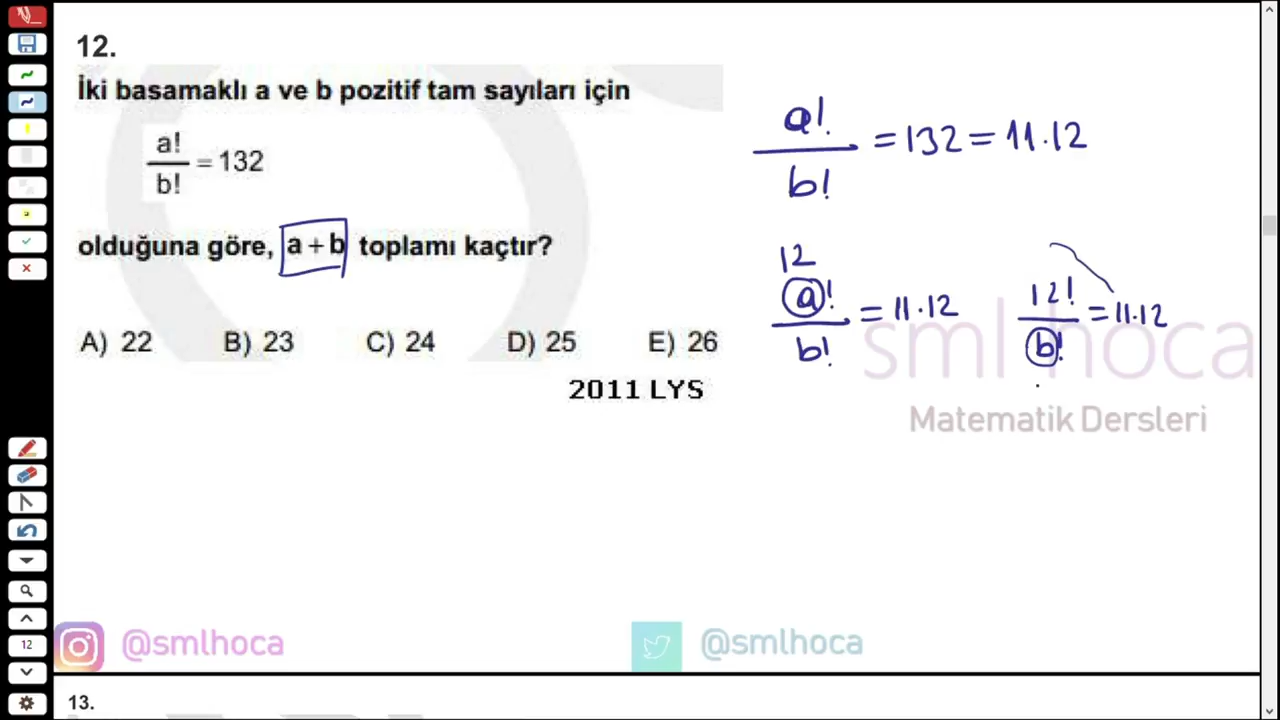 12.
İki basamaklı a ve b pozitif tam sayıları için
a!
b!
= 132
olduğuna göre, a + b toplamı kaçtır?
A) 22 B) 23 C) 24 D) 25 E) 26
2011 LYS
a!
b!
= 132 = 11.12
12
a!
b!
= 11.12
12!
b!
= 11.12
sml hoca
Matematik Dersleri
@smlhoca @smlhoca
12
13.